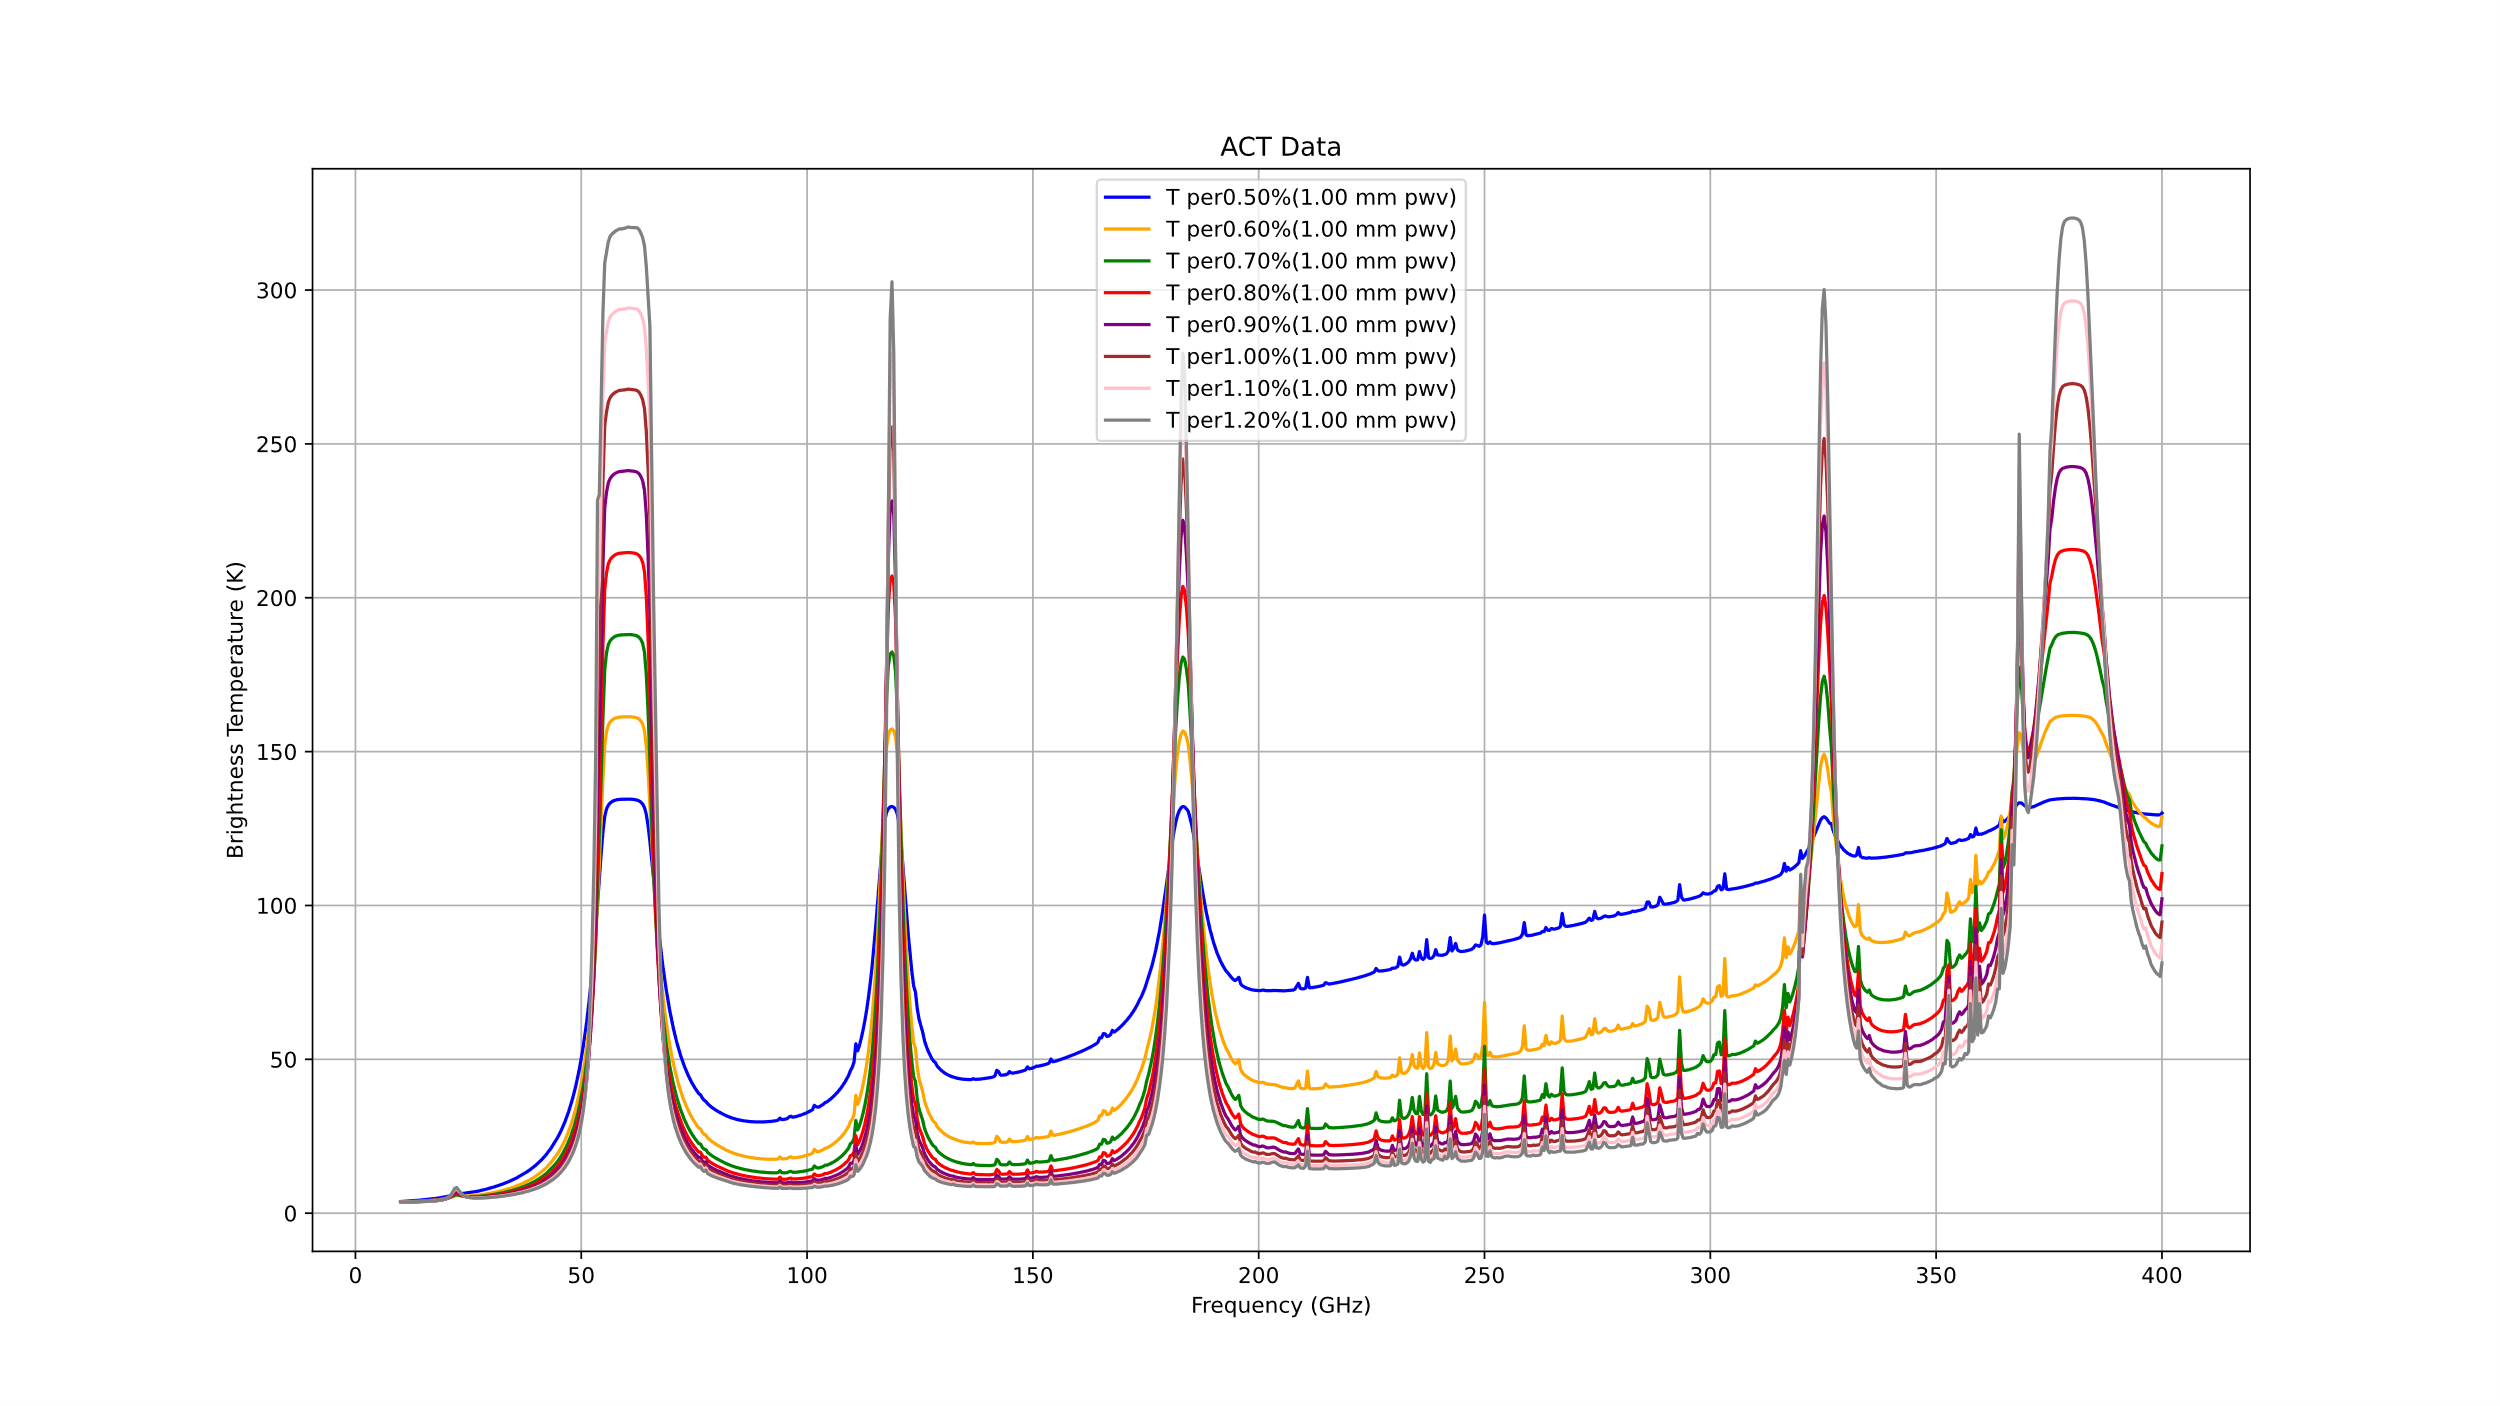 ACT Data
T per0.50%(1.00 mm pwv)
T per0.60%(1.00 mm pwv)
T per0.70%(1.00 mm pwv)
T per0.80%(1.00 mm pwv)
T per0.90%(1.00 mm pwv)
T per1.00%(1.00 mm pwv)
T per1.10%(1.00 mm pwv)
T per1.20%(1.00 mm pwv)
Brightness Temperature (K)
300
250
200
150
100
50
0
0 50 100 150 200 250 300 350 400
Frequency (GHz)